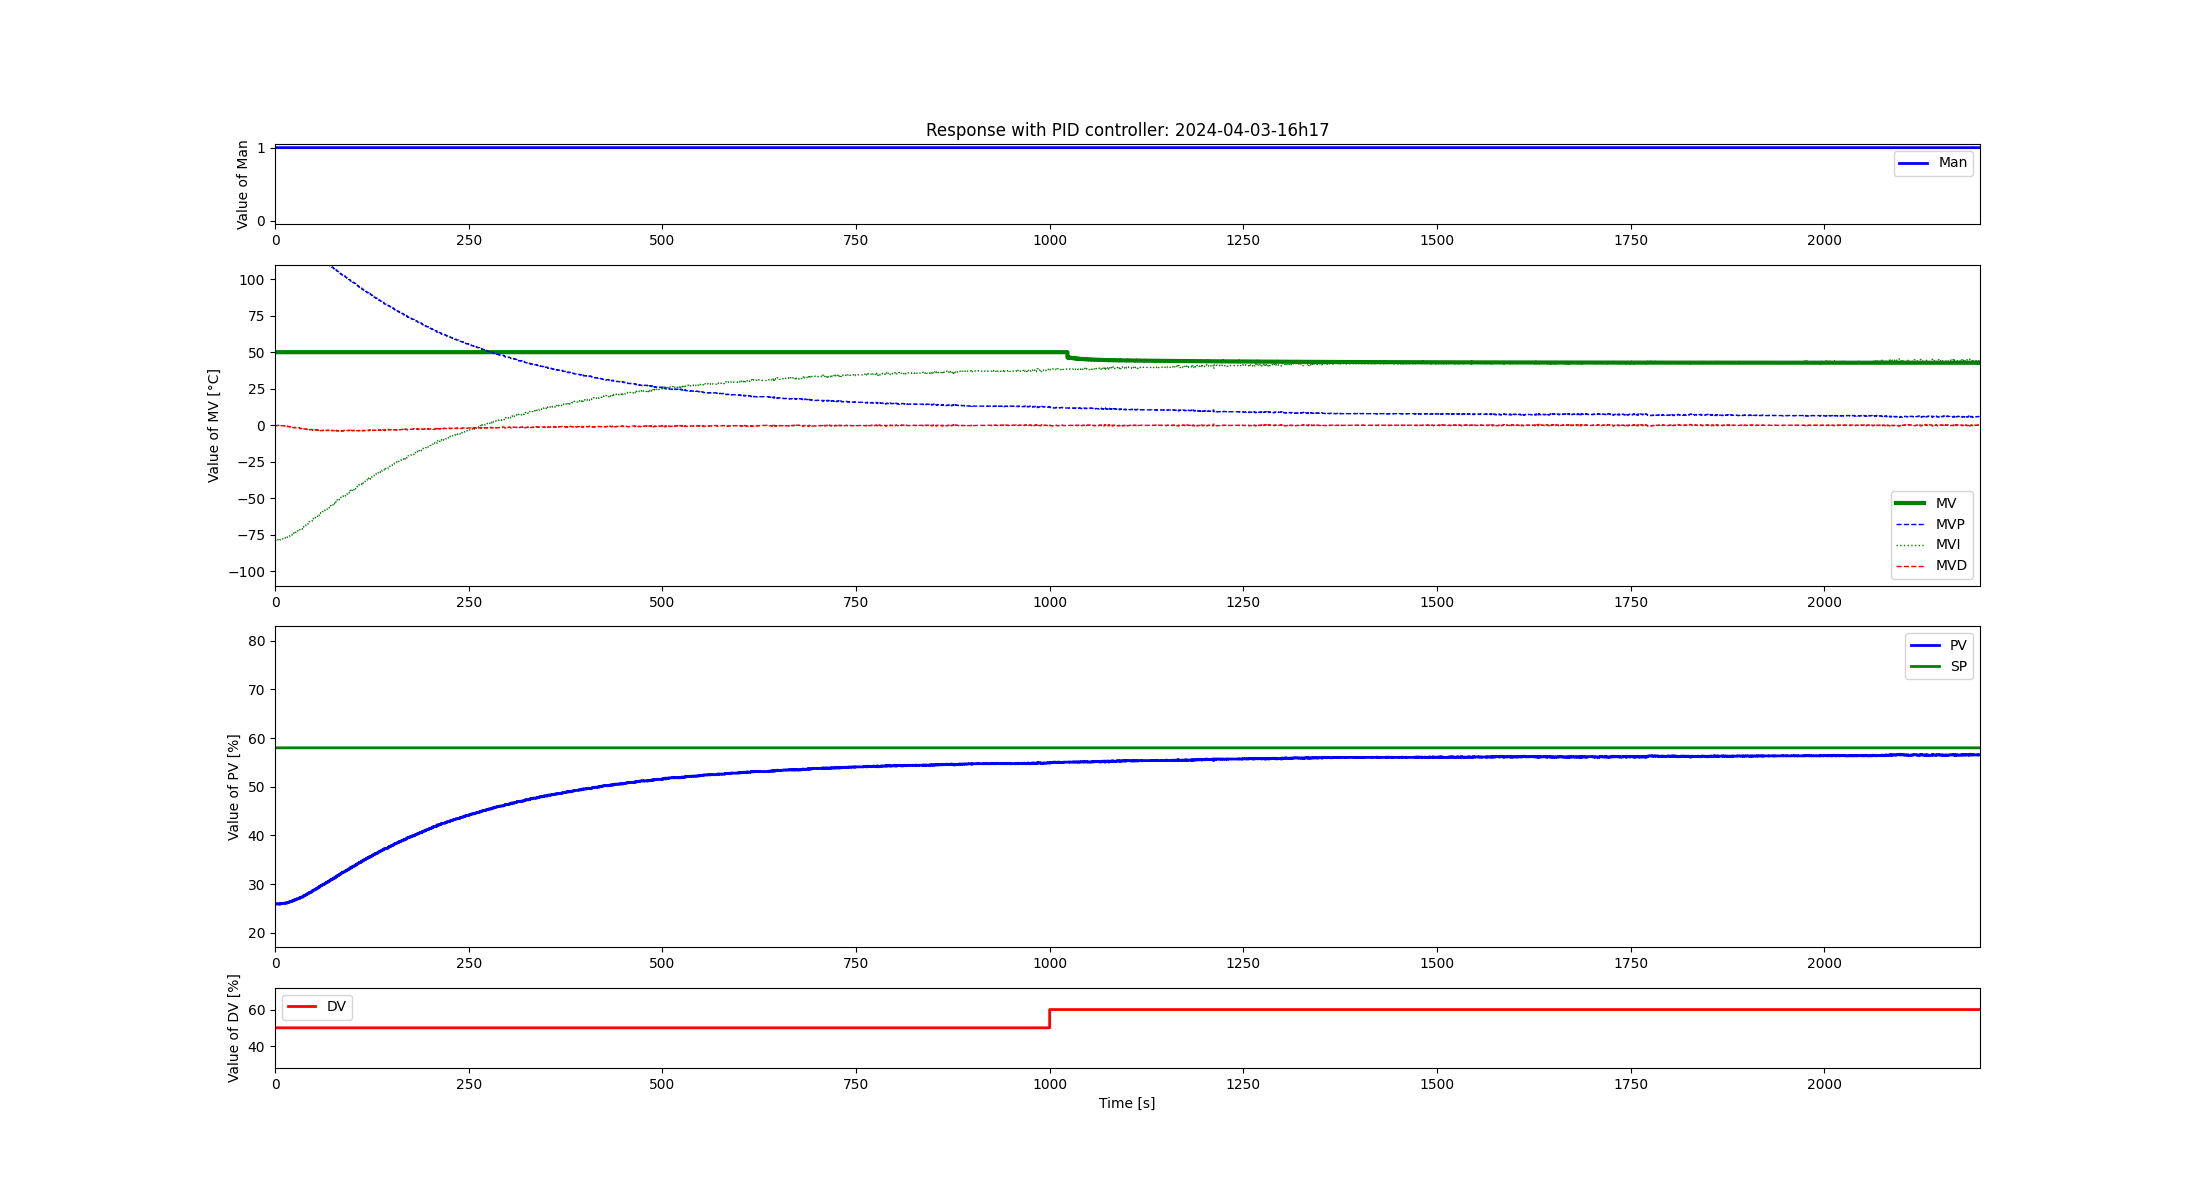 Response with PID controller: 2024-04-03-16h17
Value of Man
1
0
Man
0 250 500 750 1000 1250 1500 1750 2000
Value of MV [°C]
100
75
50
25
0
−25
−50
−75
−100
MV
MVP
MVI
MVD
0 250 500 750 1000 1250 1500 1750 2000
Value of PV [%]
80
70
60
50
40
30
20
PV
SP
0 250 500 750 1000 1250 1500 1750 2000
Value of DV [%]
60
40
DV
0 250 500 750 1000 1250 1500 1750 2000
Time [s]